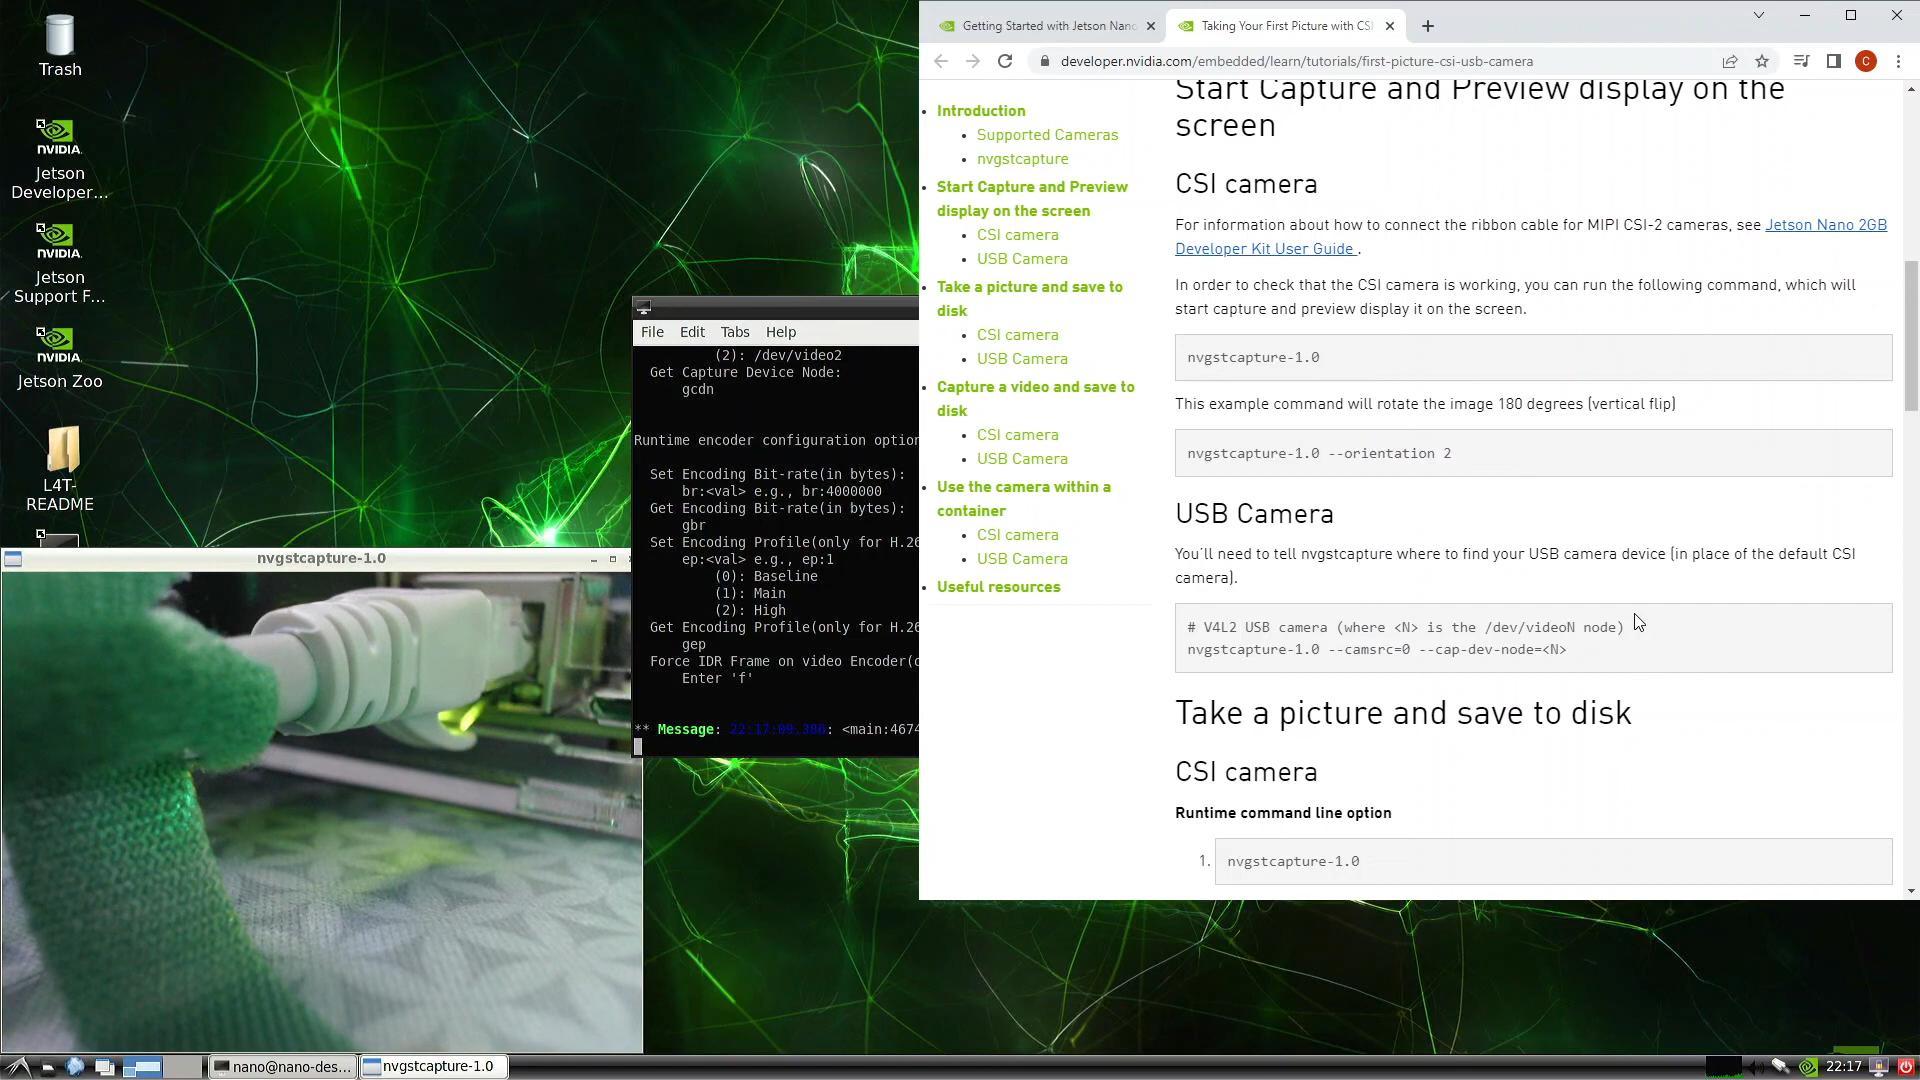 Trash
NVIDIA.
Jetson
Developer...
NVIDIA.
Jetson
Support F...
NVIDIA.
Jetson Zoo
L4T-
README
File Edit Tabs Help
(2): /dev/video2
Get Capture Device Node:
gcdn
Runtime encoder configuration option
Set Encoding Bit-rate(in bytes):
br:<val> e.g., br:4000000
Get Encoding Bit-rate(in bytes):
gbr
Set Encoding Profile(only for H.26
ep:<val> e.g., ep:1
(0): Baseline
(1): Main
(2): High
Get Encoding Profile(only for H.26
gep
Force IDR Frame on video Encoder(
Enter 'f'
** Message: 22:17:09.386: <main:4674
nvgstcapture-1.0
Getting Started with Jetson Nano
Taking Your First Picture with CSI
developer.nvidia.com/embedded/learn/tutorials/first-picture-csi-usb-camera
C
Introduction
Supported Cameras
nvgstcapture
Start Capture and Preview
display on the screen
CSI camera
USB Camera
Take a picture and save to
disk
CSI camera
USB Camera
Capture a video and save to
disk
CSI camera
USB Camera
Use the camera within a
container
CSI camera
USB Camera
Useful resources
Start Capture and Preview display on the
screen
CSI camera
For information about how to connect the ribbon cable for MIPI CSI-2 cameras, see Jetson Nano 2GB
Developer Kit User Guide .
In order to check that the CSI camera is working, you can run the following command, which will
start capture and preview display it on the screen.
nvgstcapture-1.0
This example command will rotate the image 180 degrees (vertical flip)
nvgstcapture-1.0 --orientation 2
USB Camera
You'll need to tell nvgstcapture where to find your USB camera device (in place of the default CSI
camera).
# V4L2 USB camera (where <N> is the /dev/videoN node)
nvgstcapture-1.0 --camsrc=0 --cap-dev-node=<N>
Take a picture and save to disk
CSI camera
Runtime command line option
1. nvgstcapture-1.0
nano@nano-des...
nvgstcapture-1.0
22:17